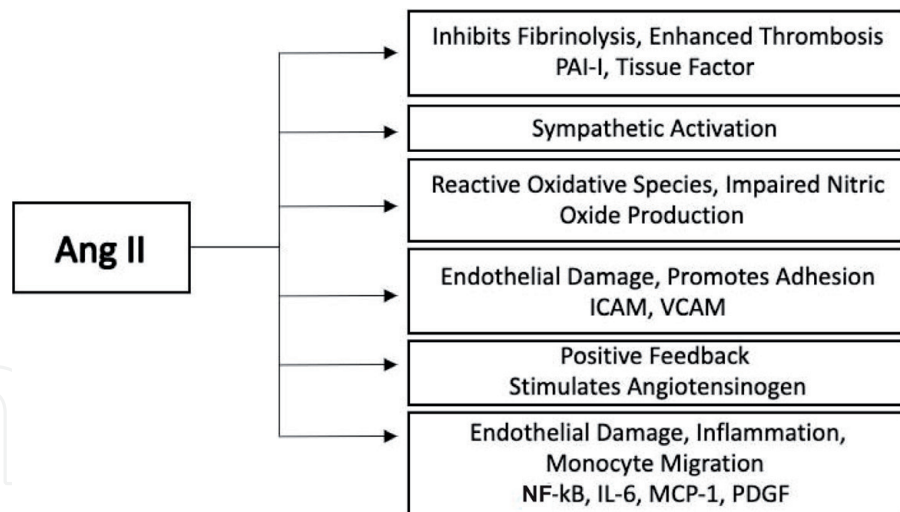 Inhibits Fibrinolysis, Enhanced Thrombosis
PAI-I, Tissue Factor
Sympathetic Activation
Reactive Oxidative Species, Impaired Nitric
Oxide Production
Ang II
Endothelial Damage, Promotes Adhesion
ICAM, VCAM
Positive Feedback
Stimulates Angiotensinogen
Endothelial Damage, Inflammation,
Monocyte Migration
NF-kB, IL-6, MCP-1, PDGF